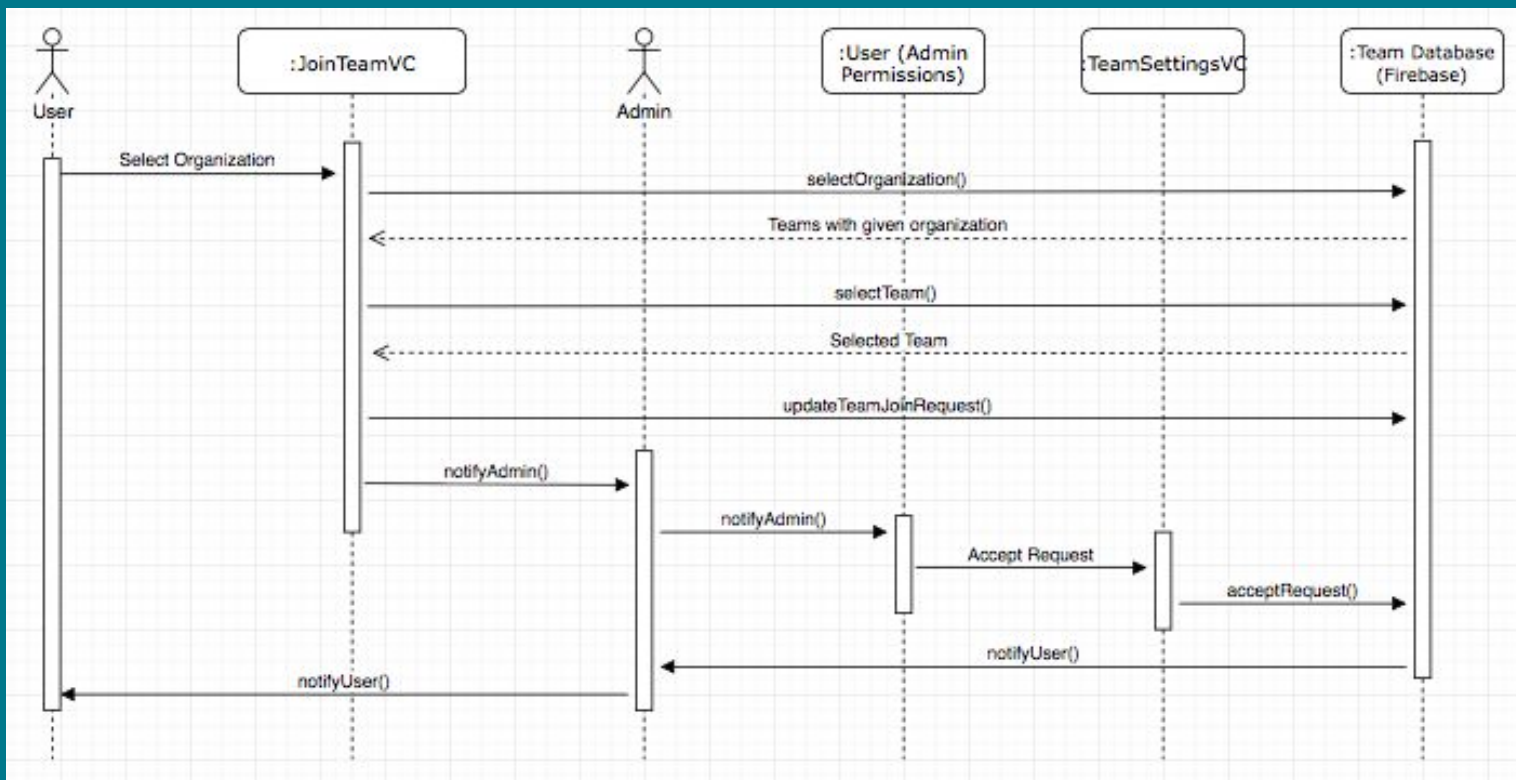 :JoinTeamVC
:User (Admin
Permissions)
:TeamSettingsVC
:Team Database
(Firebase)
User
Admin
Select Organization
selectOrganization()
Teams with given organization
selectTeam()
Selected Team
updateTeamJoinRequest()
notifyAdmin()
notifyAdmin()
Accept Request
acceptRequest()
notifyUser()
notifyUser()